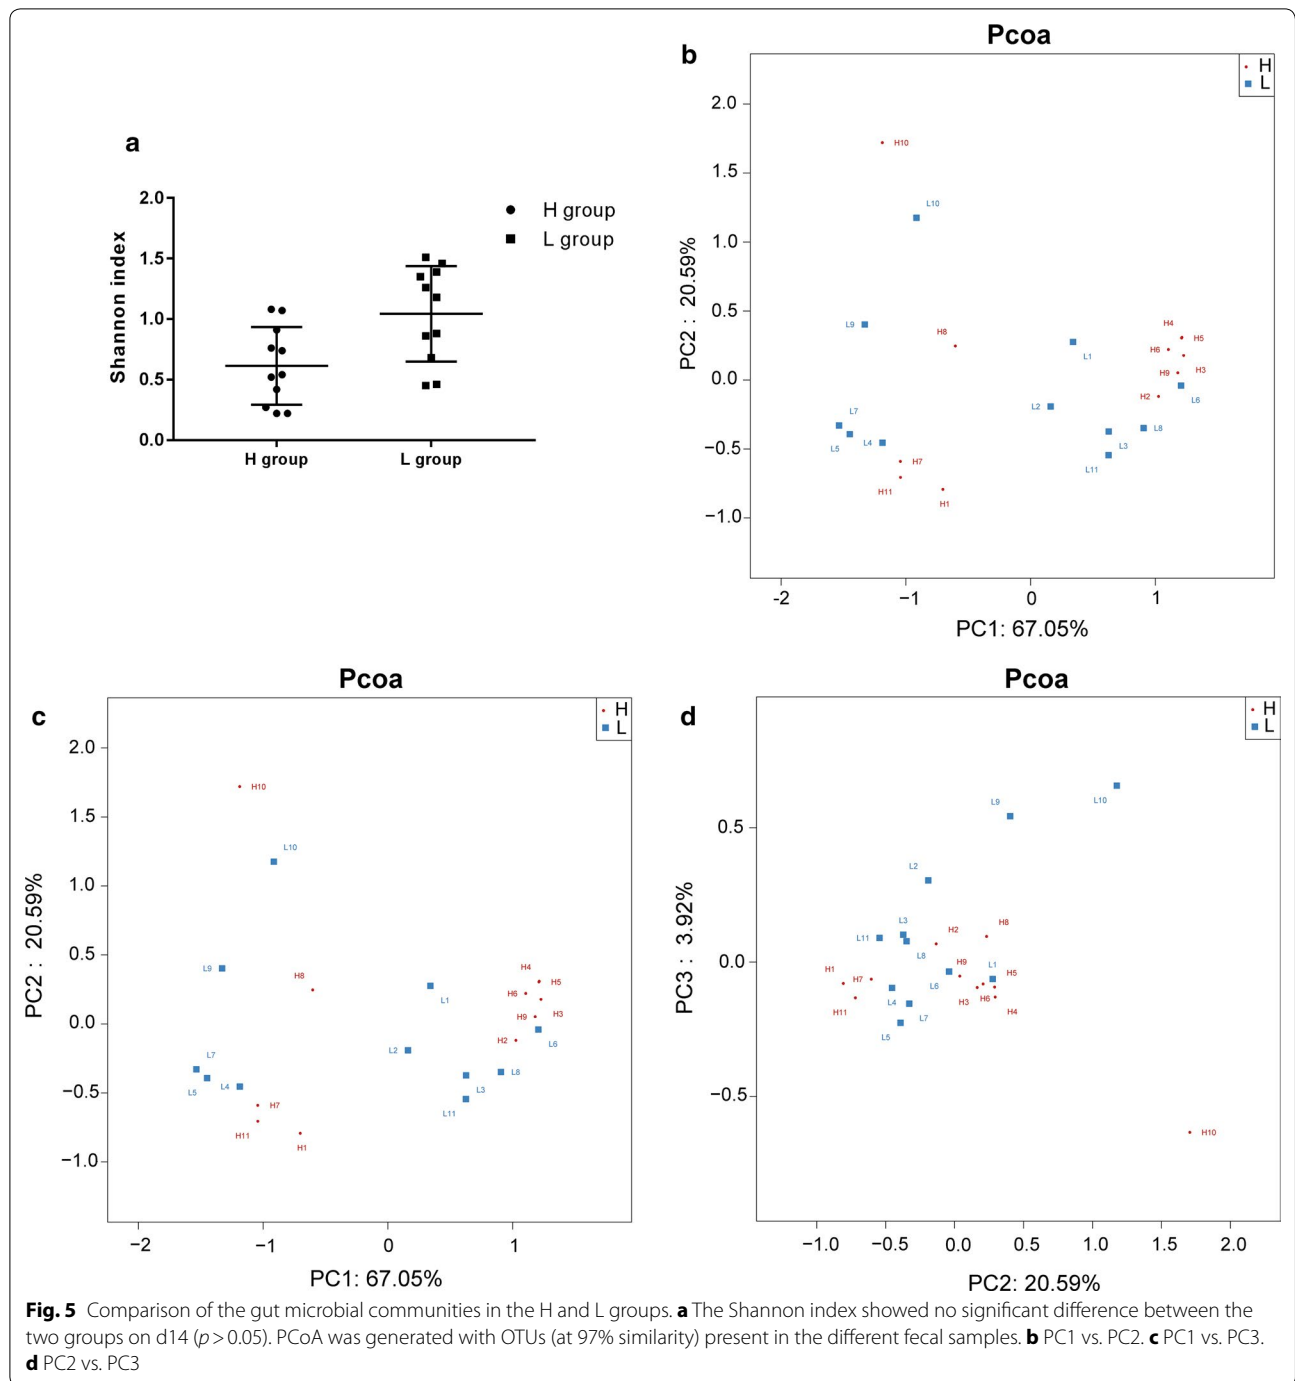 a
2.0
1.5
1.0
0.5
0.0
Shannon index
H group
L group
H group
L group
b
Pcoa
H
L
2.0
1.5
1.0
0.5
0.0
−0.5
−1.0
PC2 : 20.59%
H10
L10
L9
H8
L1
H4
H5
H6
H3
H9
L6
H2
L2
L7
L5
L4
L8
L3
L11
H7
H11
H1
-2
−1
0
1
PC1: 67.05%
c
Pcoa
H
L
2.0
1.5
1.0
0.5
0.0
−0.5
−1.0
PC2 : 20.59%
H10
L10
L9
H8
L1
H4
H5
H6
H3
H9
L6
H2
L2
L7
L5
L4
L8
L3
L11
H7
H11
H1
−2
−1
0
1
PC1: 67.05%
d
Pcoa
H
L
0.5
0.0
−0.5
PC3 : 3.92%
L9
L10
L2
L3
L11
L8
H2
H8
H1
H7
H9
L1
H5
H11
L4
L6
H3
H6
H4
L7
L5
H10
−1.0
−0.5
0.0
0.5
1.0
1.5
2.0
PC2: 20.59%
Fig. 5 Comparison of the gut microbial communities in the H and L groups. a The Shannon index showed no significant difference between the
two groups on d14 (p > 0.05). PCoA was generated with OTUs (at 97% similarity) present in the different fecal samples. b PC1 vs. PC2. c PC1 vs. PC3.
d PC2 vs. PC3